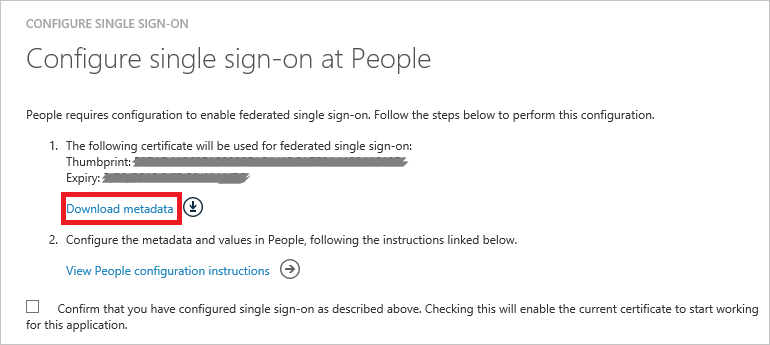 CONFIGURE SINGLE SIGN-ON
Configure single sign-on at People
People requires configuration to enable federated single sign-on. Follow the steps below to perform this configuration.
1. The following certificate will be used for federated single sign-on:
Thumbprint:
Expiry:
Download metadata
2. Configure the metadata and values in People, following the instructions linked below.
View People configuration instructions
Confirm that you have configured single sign-on as described above. Checking this will enable the current certificate to start working
for this application.